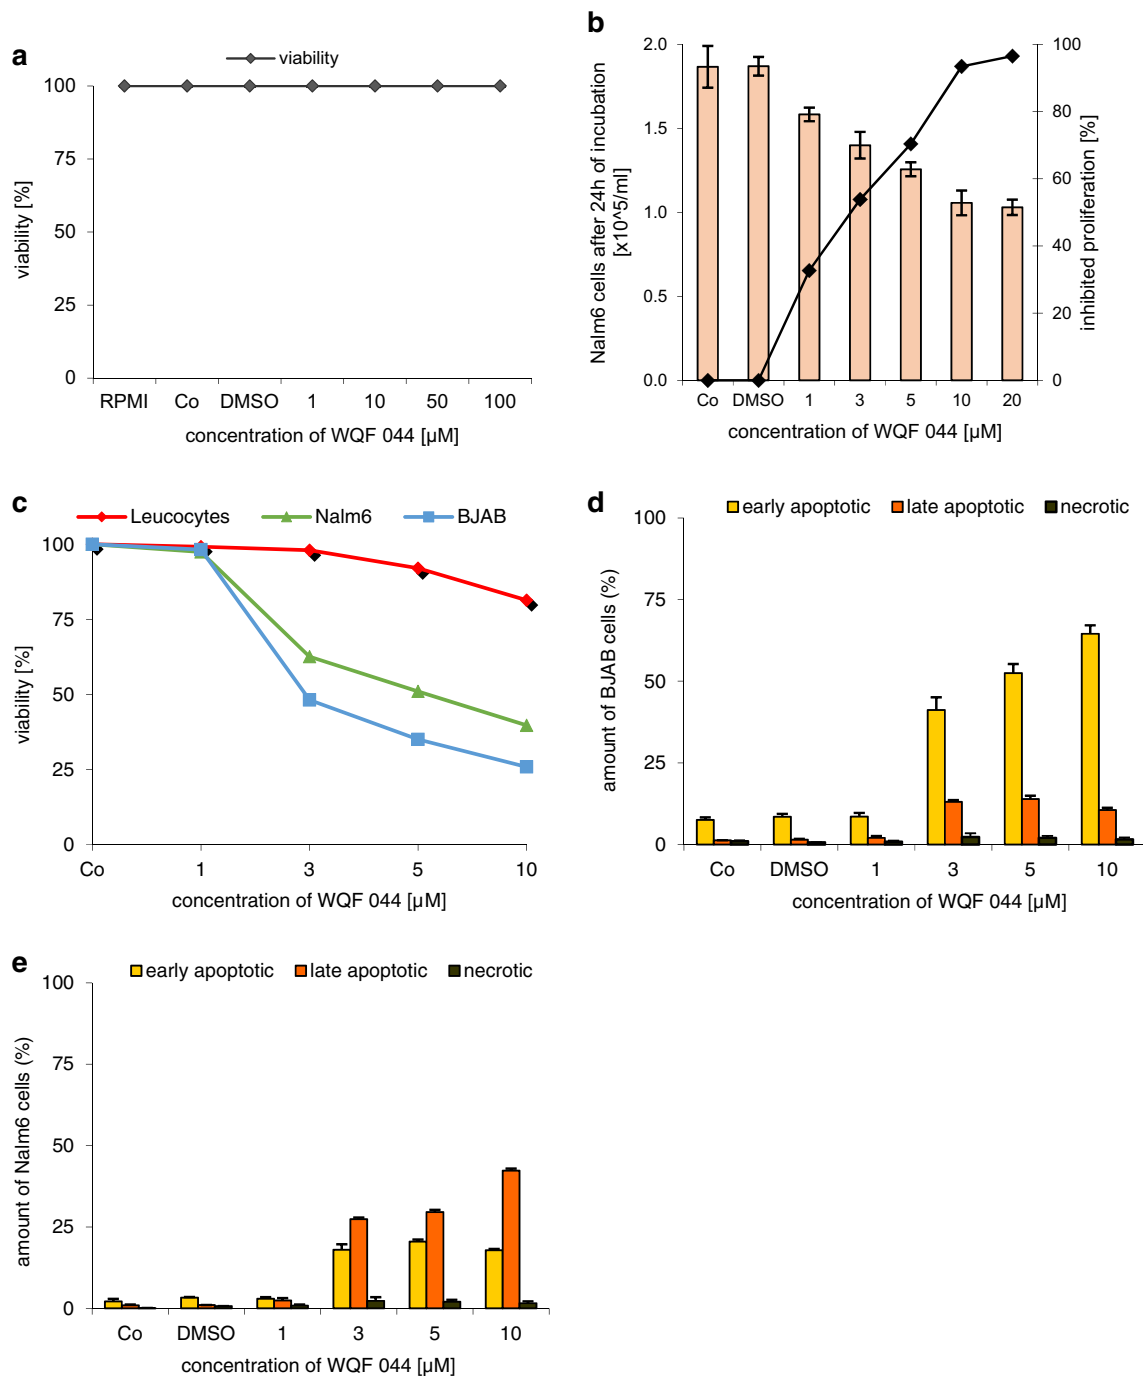 a
viability
100
75
50
25
0
viability [%]
RPMI Co DMSO 1 10 50 100
concentration of WQF 044 [µM]
b
2.0
1.5
1.0
0.5
0.0
Nalm6 cells after 24h of incubation
[x10^5/ml]
100
80
60
40
20
0
inhibited proliferation [%]
Co DMSO 1 3 5 10 20
concentration of WQF 044 [µM]
c
Leucocytes Nalm6 BJAB
100
75
50
25
0
viability [%]
Co 1 3 5 10
concentration of WQF 044 [µM]
d
early apoptotic late apoptotic necrotic
100
75
50
25
0
amount of BJAB cells (%)
Co DMSO 1 3 5 10
concentration of WQF 044 [µM]
e
early apoptotic late apoptotic necrotic
100
75
50
25
0
amount of Nalm6 cells (%)
Co DMSO 1 3 5 10
concentration of WQF 044 [µM]